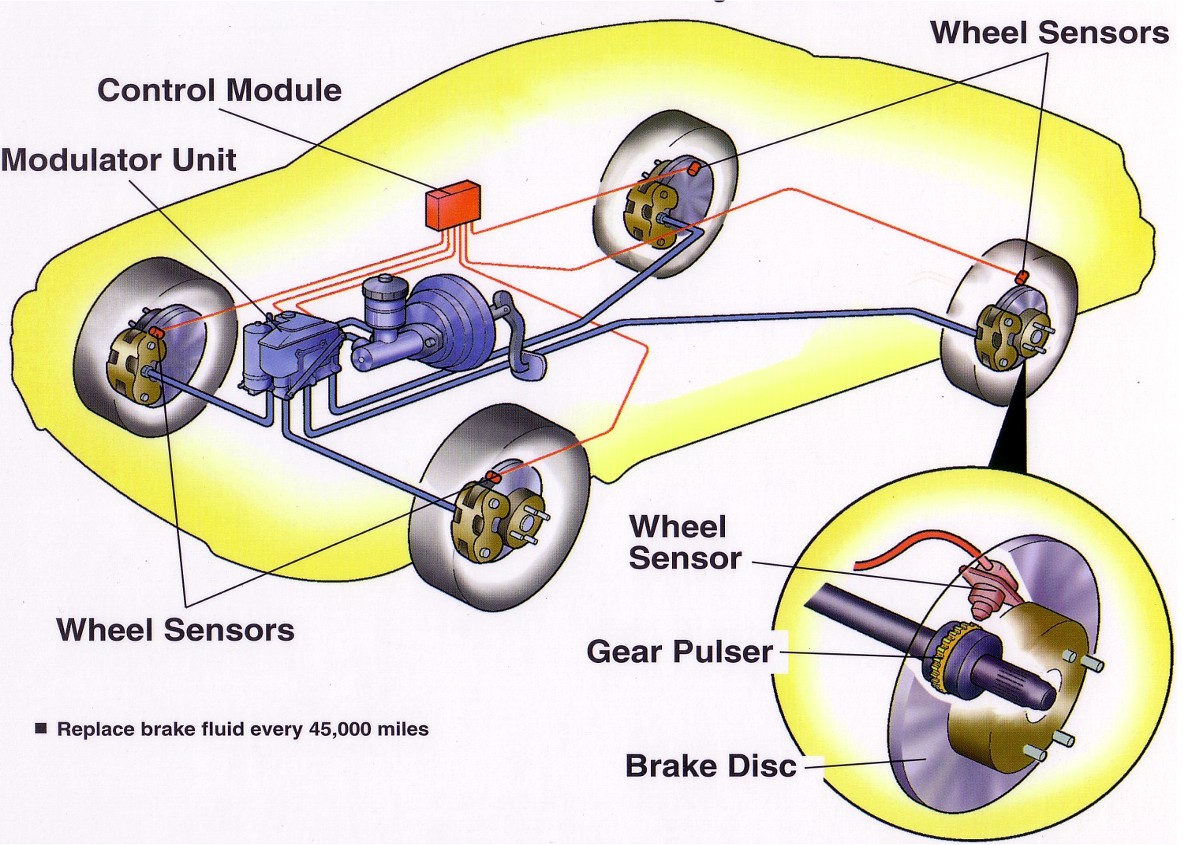 Wheel Sensors
Control Module
Modulator Unit
Wheel
Sensor
Wheel Sensors
Gear Pulser
■ Replace brake fluid every 45,000 miles
Brake Disc